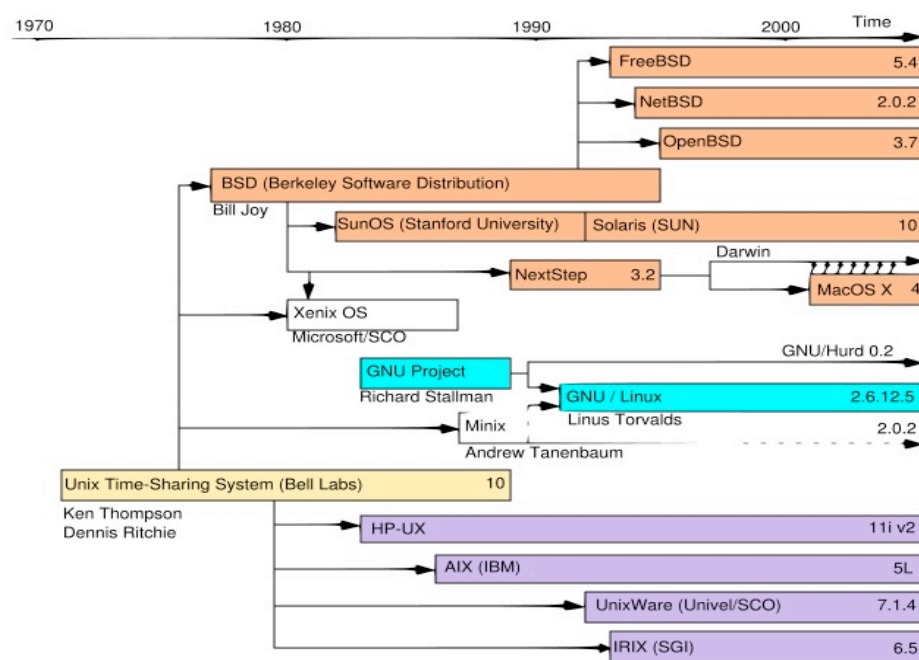 1970 1980 1990 2000 Time
FreeBSD 5.4
NetBSD 2.0.2
OpenBSD 3.7
BSD (Berkeley Software Distribution)
Bill Joy
SunOS (Stanford University) Solaris (SUN) 10
Darwin
NextStep 3.2
MacOS X 4
Xenix OS
Microsoft/SCO
GNU/Hurd 0.2
GNU Project
Richard Stallman
GNU / Linux 2.6.12.5
Linus Torvalds
Minix 2.0.2
Andrew Tanenbaum
Unix Time-Sharing System (Bell Labs) 10
Ken Thompson
Dennis Ritchie
HP-UX 11i v2
AIX (IBM) 5L
UnixWare (Univel/SCO) 7.1.4
IRIX (SGI) 6.5